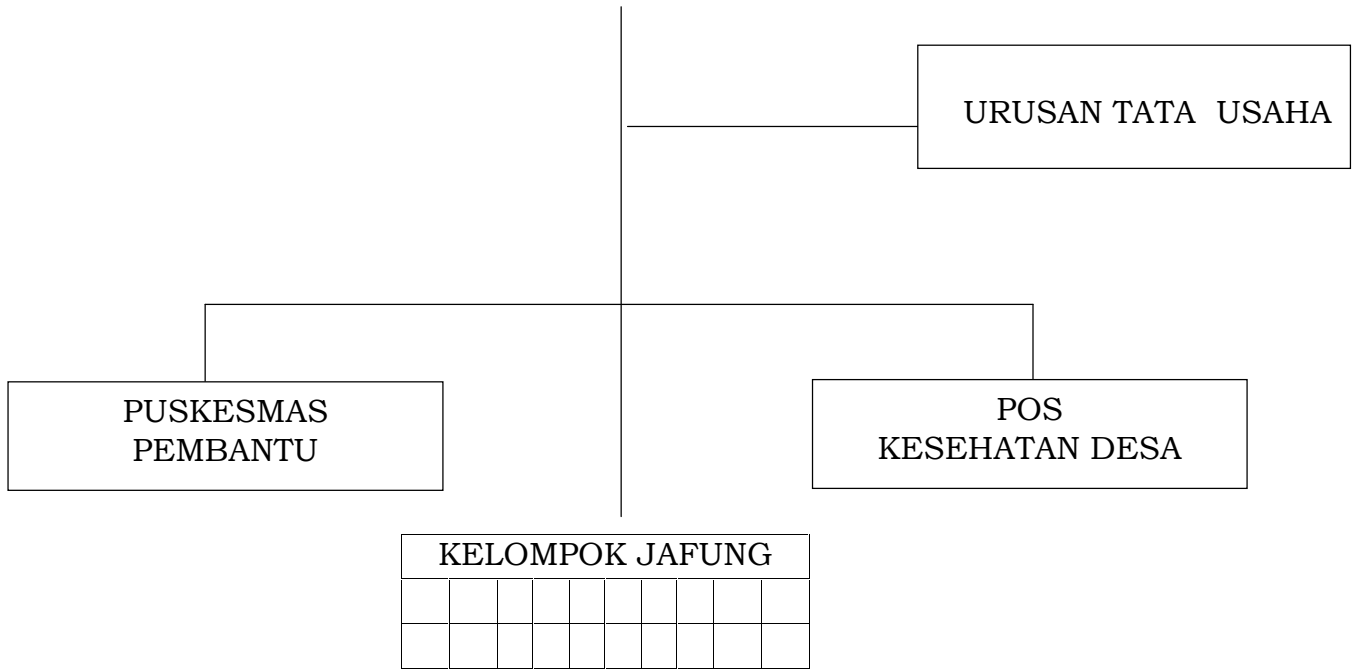 URUSAN TATA USAHA
PUSKESMAS
PEMBANTU
POS
KESEHATAN DESA
KELOMPOK JAFUNG